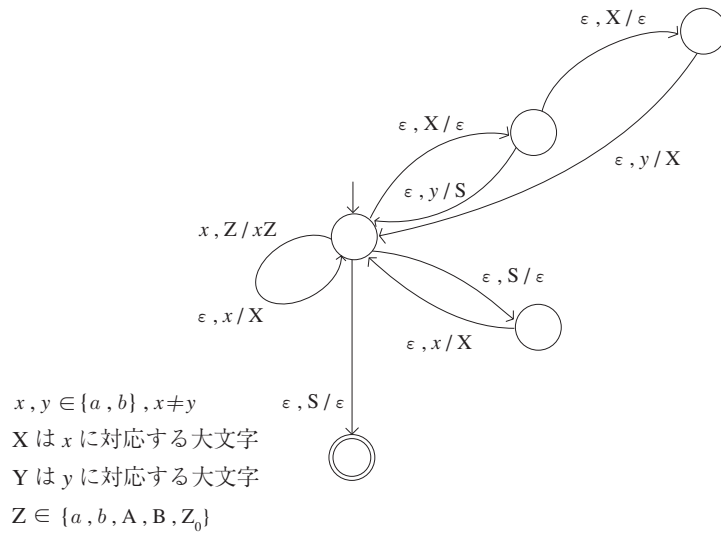 ε , X / ε
ε , X / ε
ε , y / X
ε , y / S
x , Z / xZ
ε , S / ε
ε , x / X
ε , x / X
ε , S / ε
x , y ∈ {a , b} , x≠y
X は x に対応する大文字
Y は y に対応する大文字
Z ∈ {a , b , A , B , Z₀}